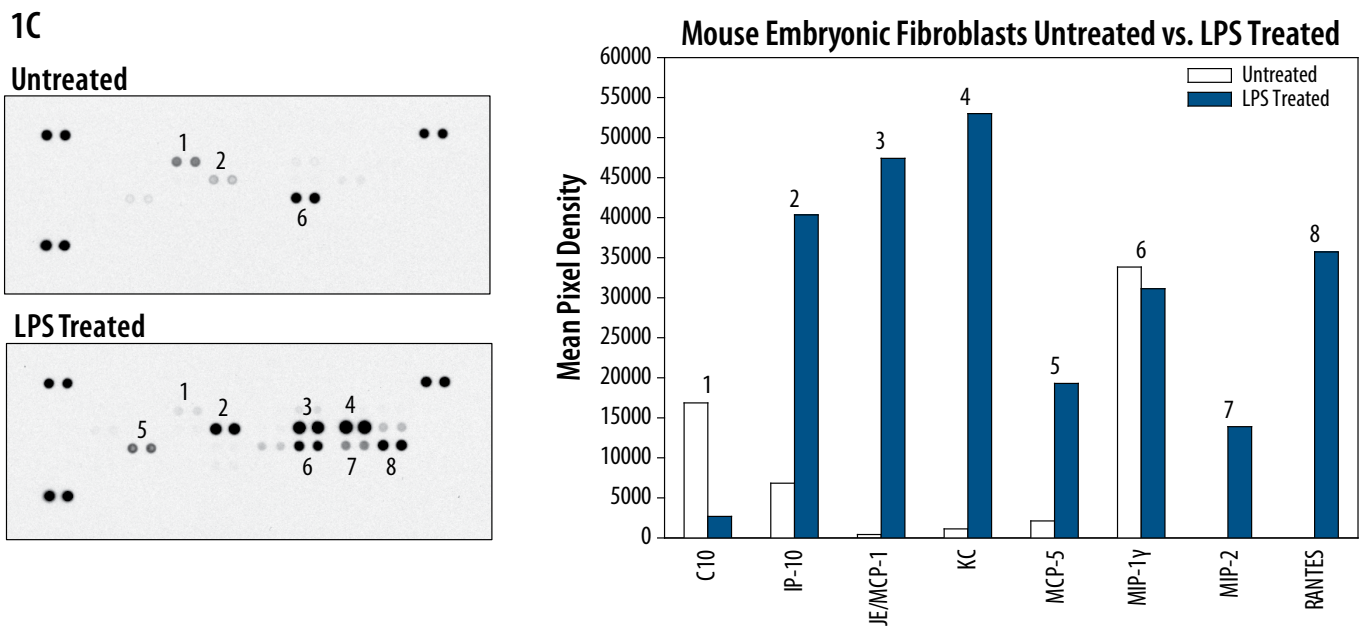 1C
Untreated
1
2
6
LPS Treated
1
2
3
4
5
6
7
8
Mouse Embryonic Fibroblasts Untreated vs. LPS Treated
Untreated
LPS Treated
Mean Pixel Density
60000
55000
50000
45000
40000
35000
30000
25000
20000
15000
10000
5000
0
1
2
3
4
5
6
7
8
C10
IP-10
JE/MCP-1
KC
MCP-5
MIP-1γ
MIP-2
RANTES